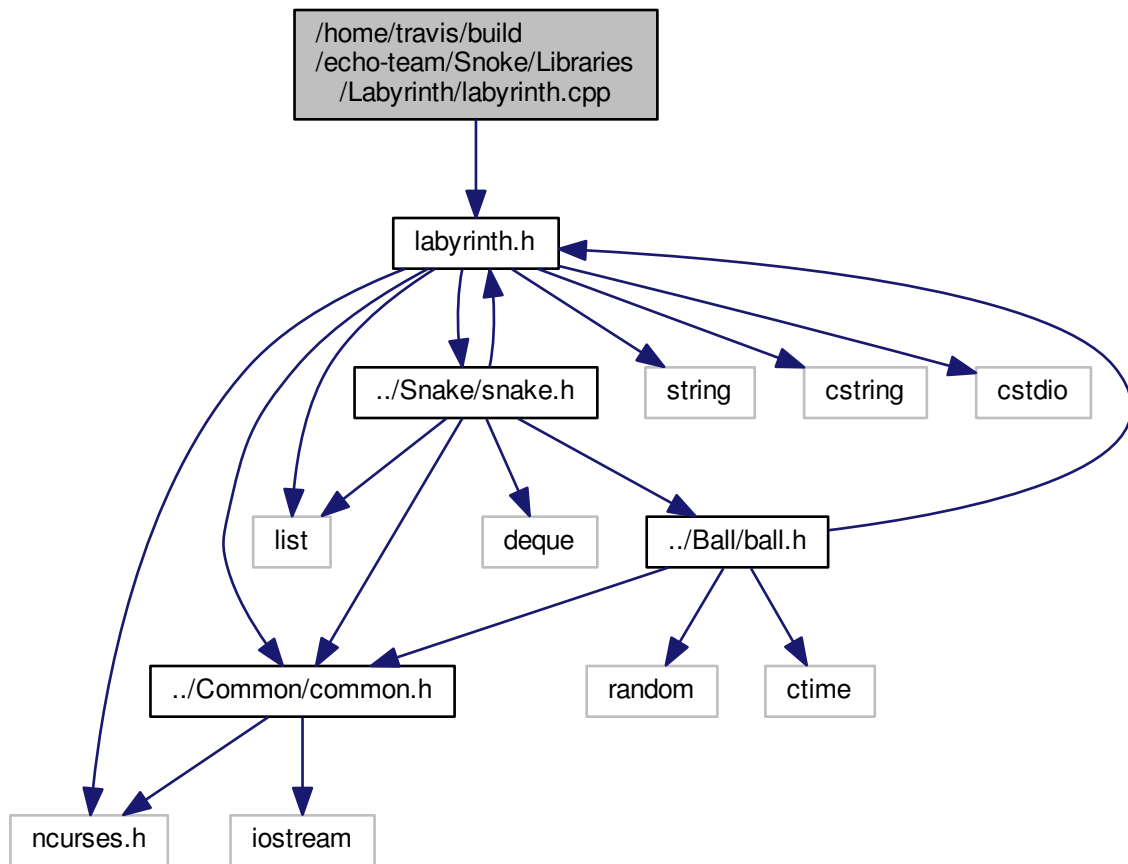 /home/travis/build
/echo-team/Snoke/Libraries
/Labyrinth/labyrinth.cpp
labyrinth.h
../Snake/snake.h
string
cstring
cstdio
list
deque
../Ball/ball.h
../Common/common.h
random
ctime
ncurses.h
iostream